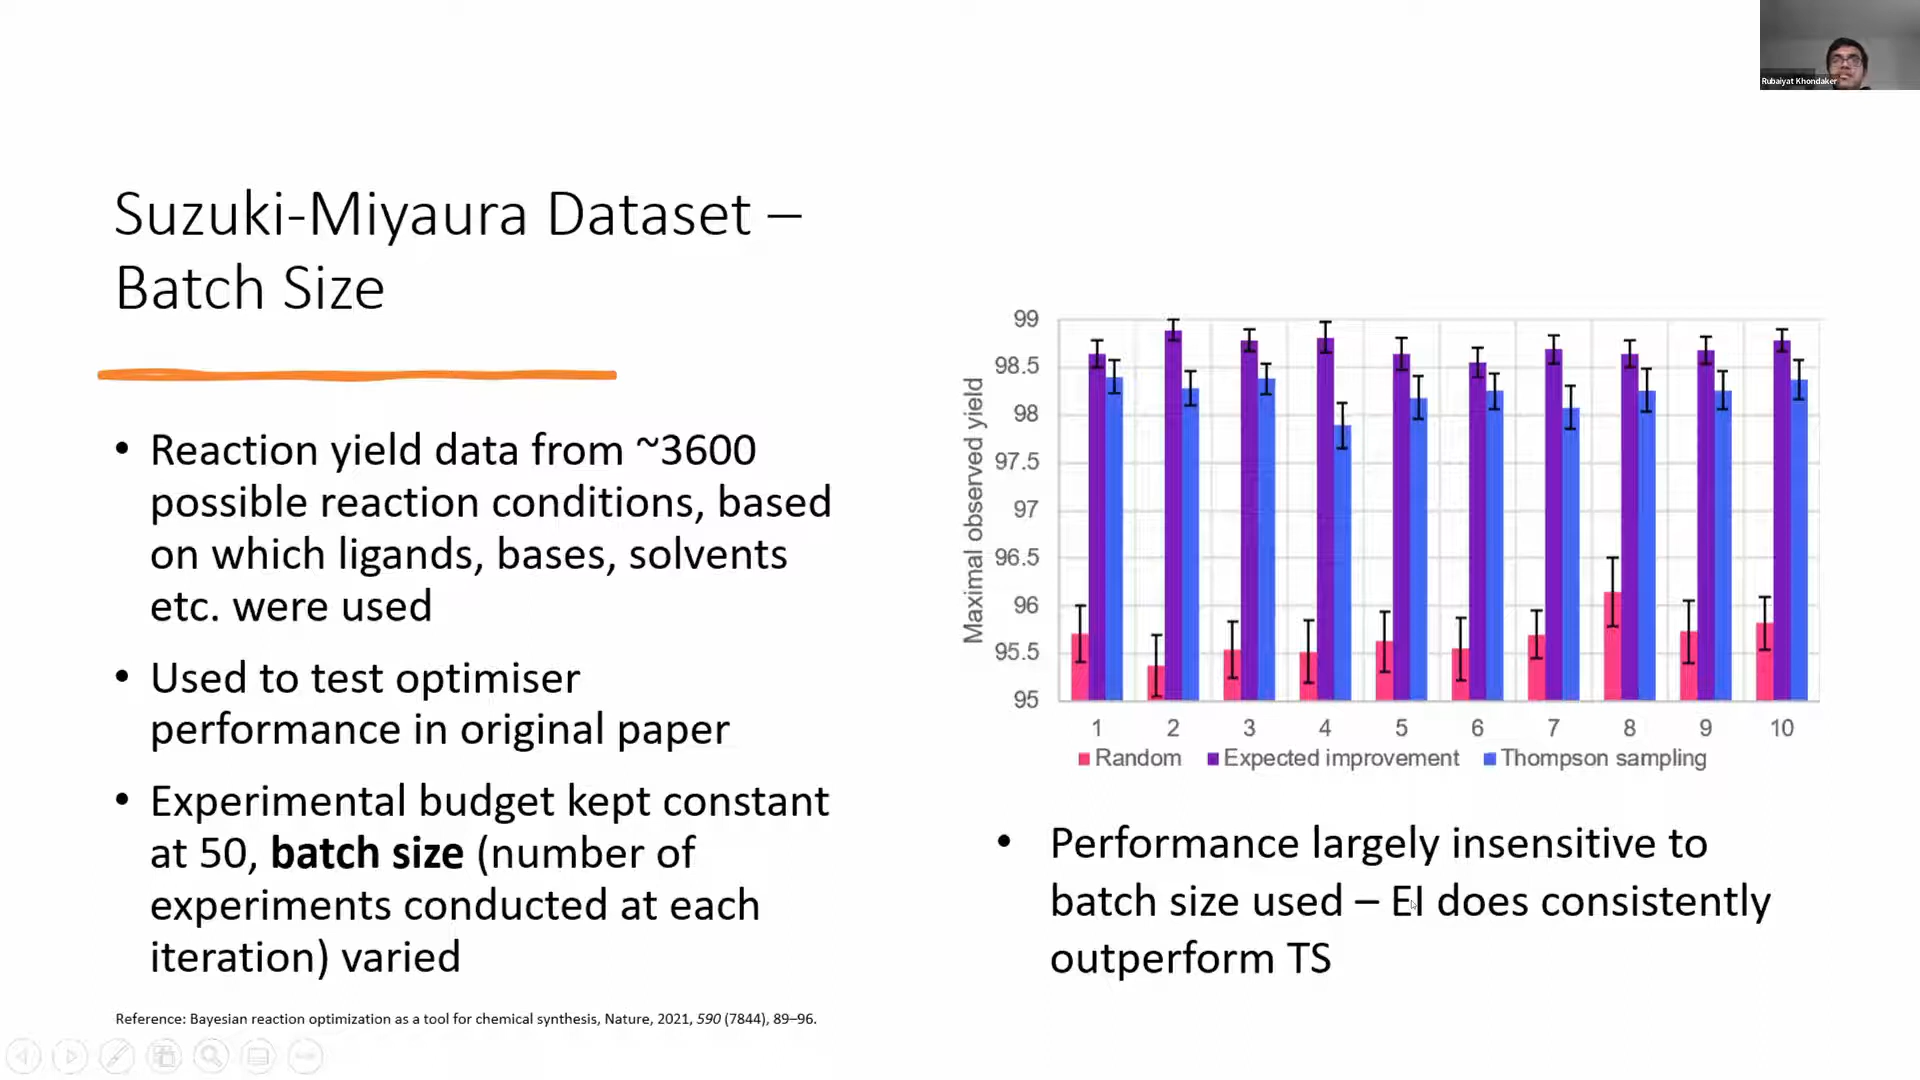 Rubaiyat Khondaker
Suzuki-Miyaura Dataset –
Batch Size
• Reaction yield data from ~3600
possible reaction conditions, based
on which ligands, bases, solvents
etc. were used
• Used to test optimiser
performance in original paper
• Experimental budget kept constant
at 50, batch size (number of
experiments conducted at each
iteration) varied
Reference: Bayesian reaction optimization as a tool for chemical synthesis, Nature, 2021, 590 (7844), 89–96.
Maximal observed yield
99
98.5
98
97.5
97
96.5
96
95.5
95
1 2 3 4 5 6 7 8 9 10
Random Expected improvement Thompson sampling
• Performance largely insensitive to
batch size used – EI does consistently
outperform TS